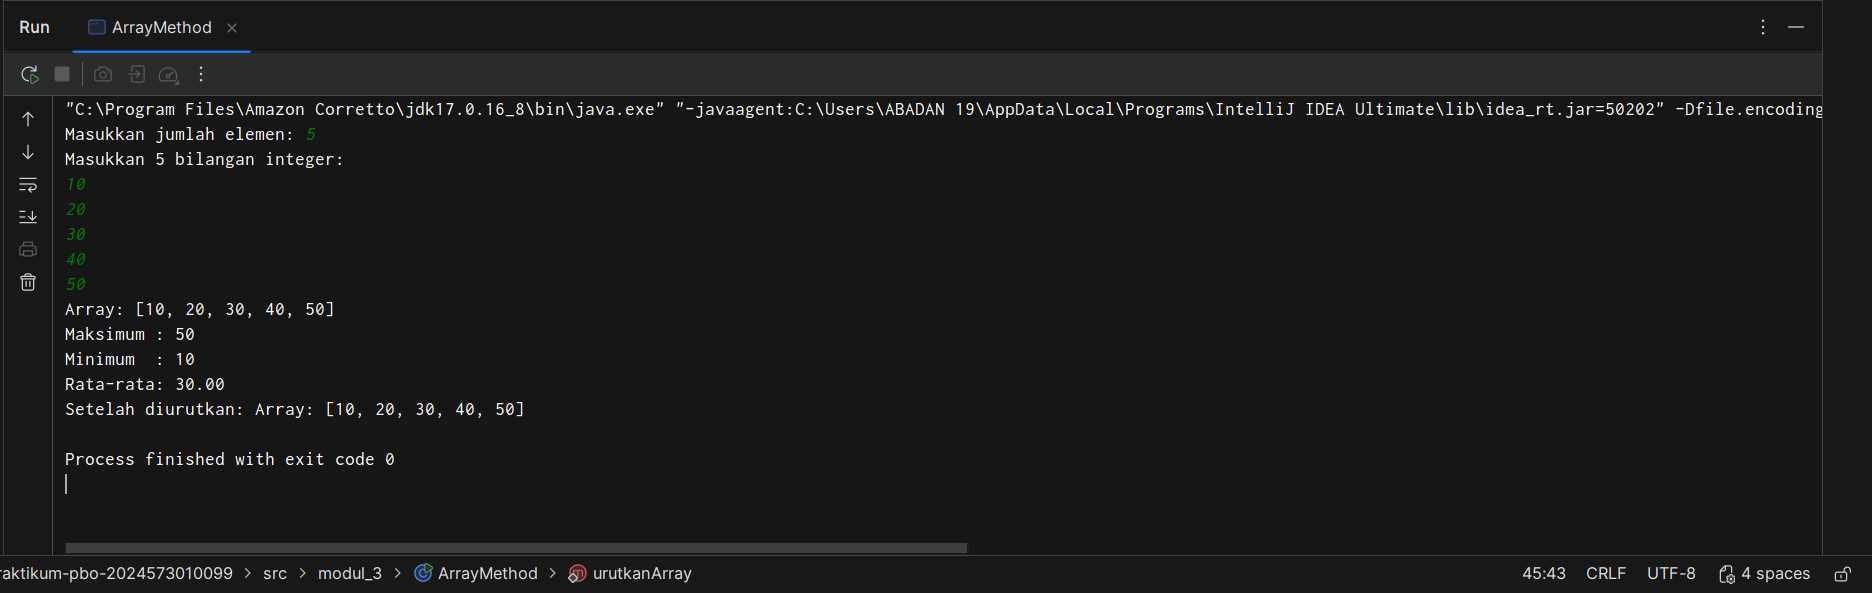 Run ArrayMethod
"C:\Program Files\Amazon Corretto\jdk17.0.16_8\bin\java.exe" "-javaagent:C:\Users\ABADAN 19\AppData\Local\Programs\IntelliJ IDEA Ultimate\lib\idea_rt.jar=50202" -Dfile.encoding
Masukkan jumlah elemen: 5
Masukkan 5 bilangan integer:
10
20
30
40
50
Array: [10, 20, 30, 40, 50]
Maksimum : 50
Minimum  : 10
Rata-rata: 30.00
Setelah diurutkan: Array: [10, 20, 30, 40, 50]
Process finished with exit code 0
raktikum-pbo-2024573010099 > src > modul_3 > ArrayMethod > urutkanArray 45:43 CRLF UTF-8 4 spaces